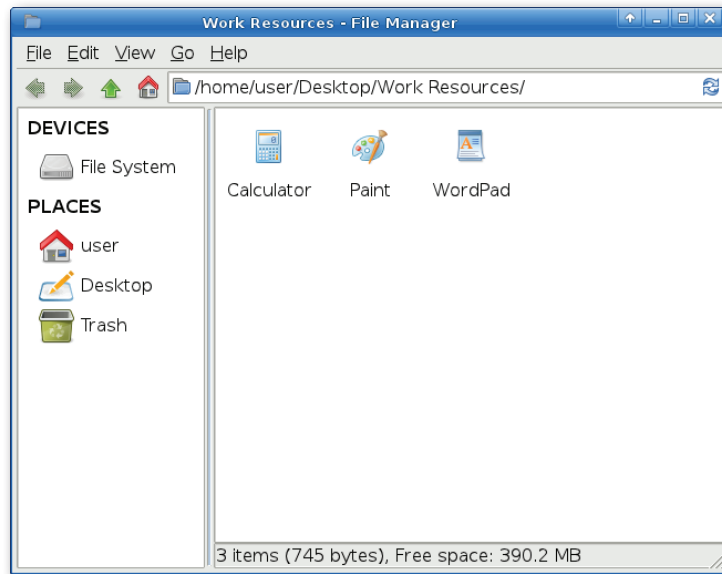 Work Resources - File Manager
File Edit View Go Help
/home/user/Desktop/Work Resources/
DEVICES
File System
PLACES
user
Desktop
Trash
Calculator Paint WordPad
3 items (745 bytes), Free space: 390.2 MB